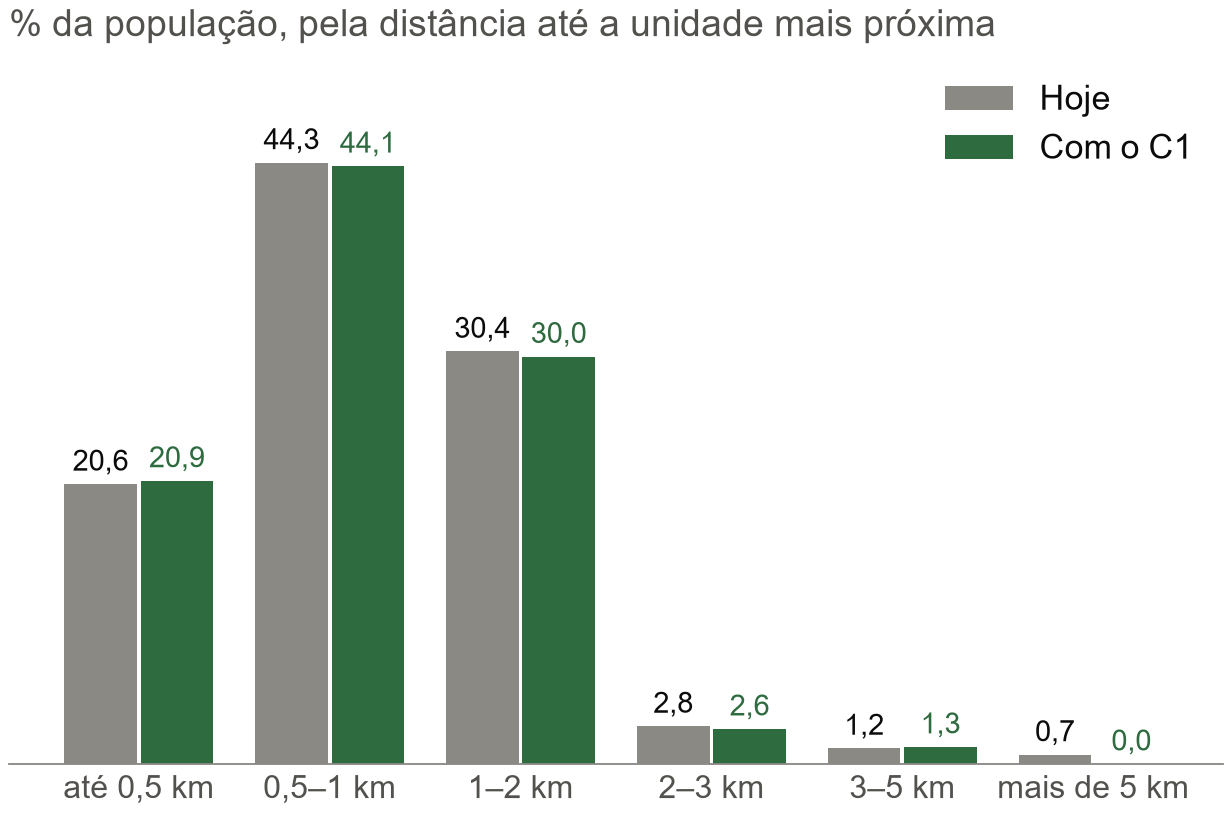 % da população, pela distância até a unidade mais próxima
Hoje
Com o C1
44,3 44,1
30,4 30,0
20,6 20,9
2,8 2,6
1,2 1,3
0,7 0,0
até 0,5 km 0,5–1 km 1–2 km 2–3 km 3–5 km mais de 5 km